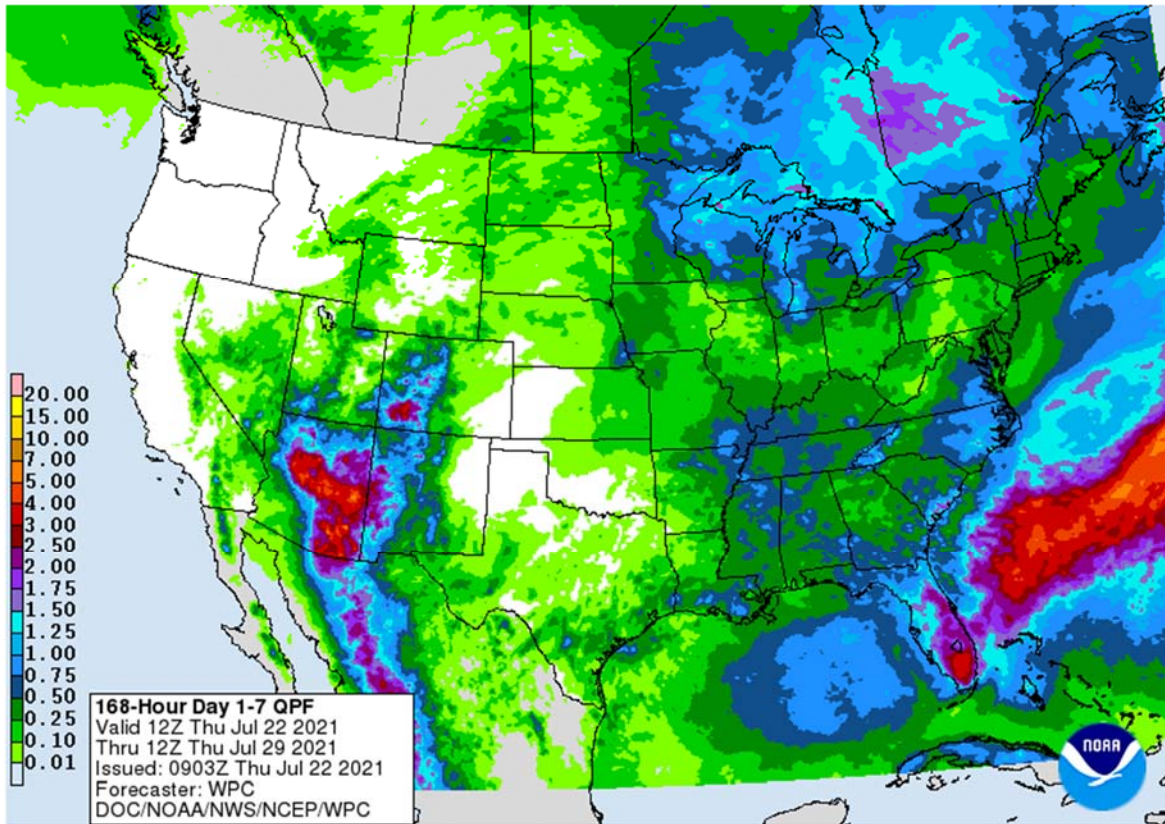 20.00
15.00
10.00
7.00
5.00
4.00
3.00
2.50
2.00
1.75
1.50
1.25
1.00
0.75
0.50
0.25
0.10
0.01
168-Hour Day 1-7 QPF
Valid 12Z Thu Jul 22 2021
Thru 12Z Thu Jul 29 2021
Issued: 0903Z Thu Jul 22 2021
Forecaster: WPC
DOC/NOAA/NWS/NCEP/WPC
NOAA